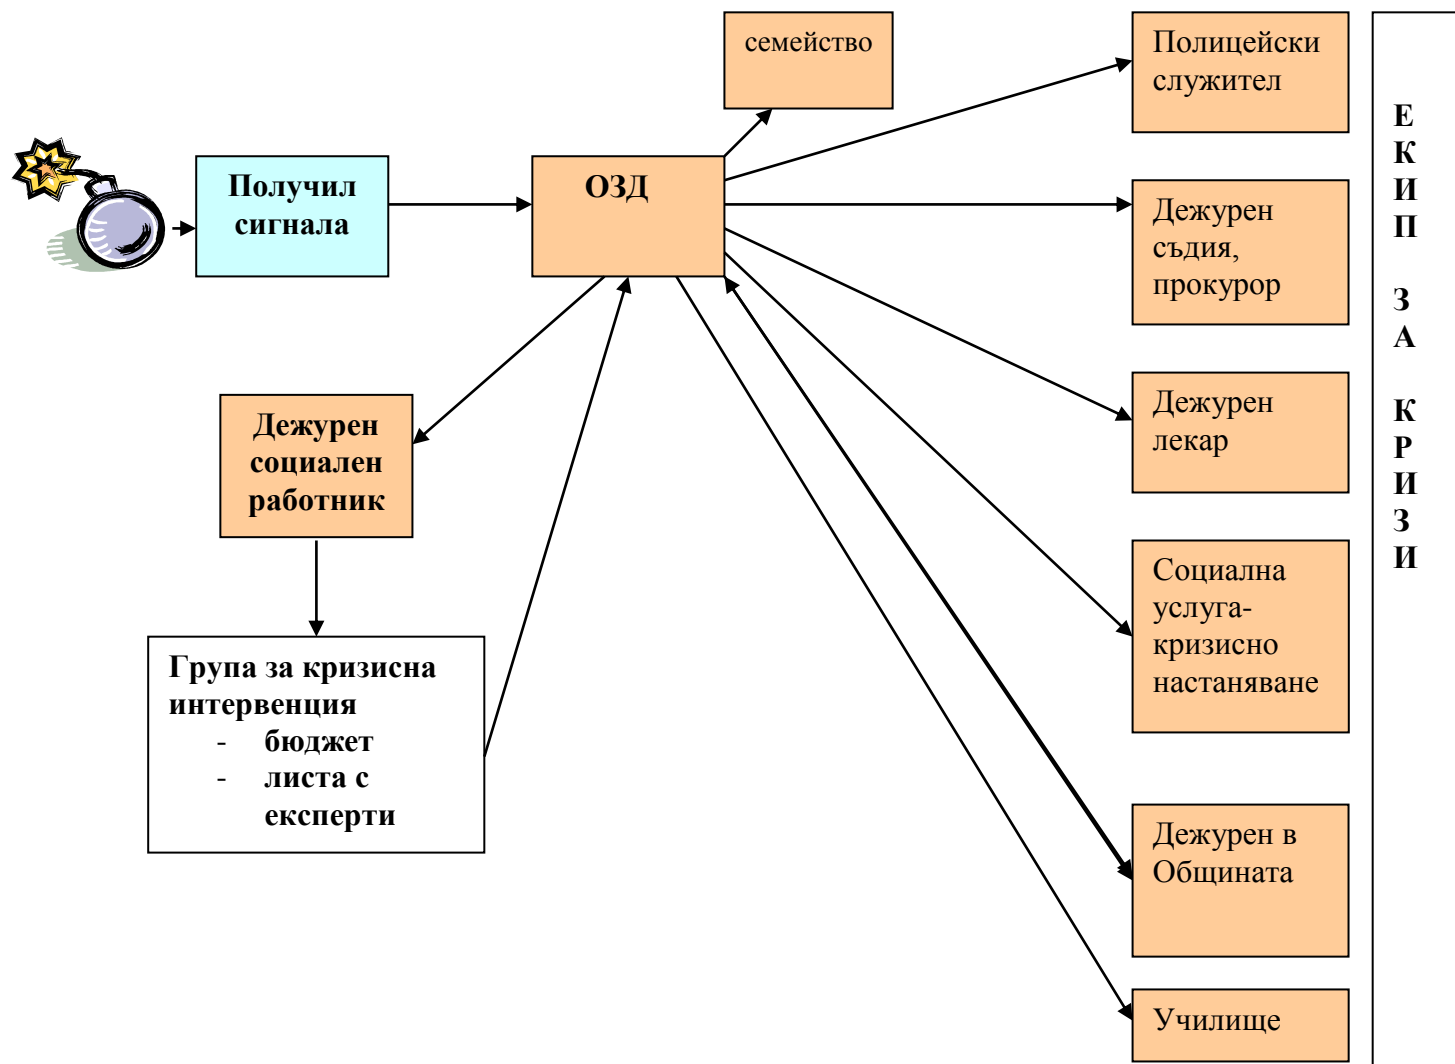 семейство
Полицейски
служител
Получил
сигнала
ОЗД
Дежурен
съдия,
прокурор
Дежурен
социален
работник
Дежурен
лекар
Социална
услуга-
кризисно
настаняване
Група за кризисна
интервенция
- бюджет
- листа с
експерти
Дежурен в
Общината
Училище
Е
К
И
П
З
А
К
Р
И
З
И